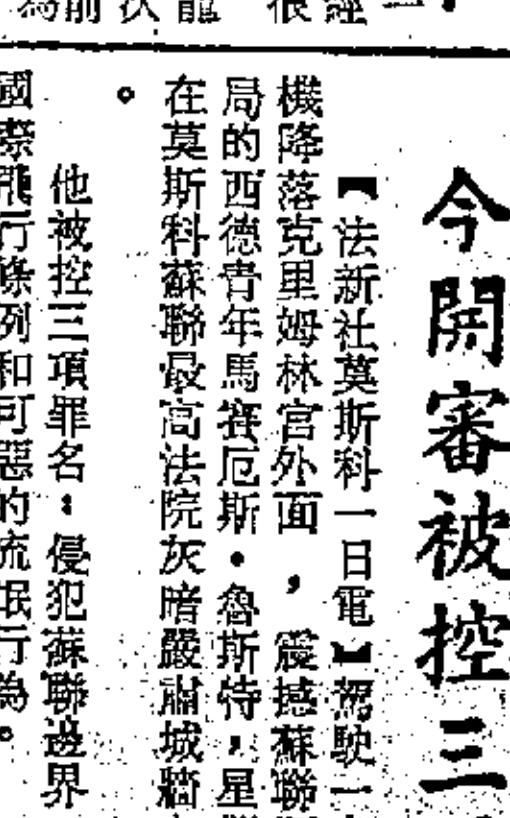 今開審被控三
【法新社莫斯科一日電】駕駛一
機降落克里姆林宮外面，震撼蘇聯
局的西德青年馬賽厄斯・魯斯特，星
在莫斯科蘇聯最高法院灰暗嚴肅城牆
。
他被控三項罪名：侵犯蘇聯邊界
國際飛行條例和可惡的流氓行為。